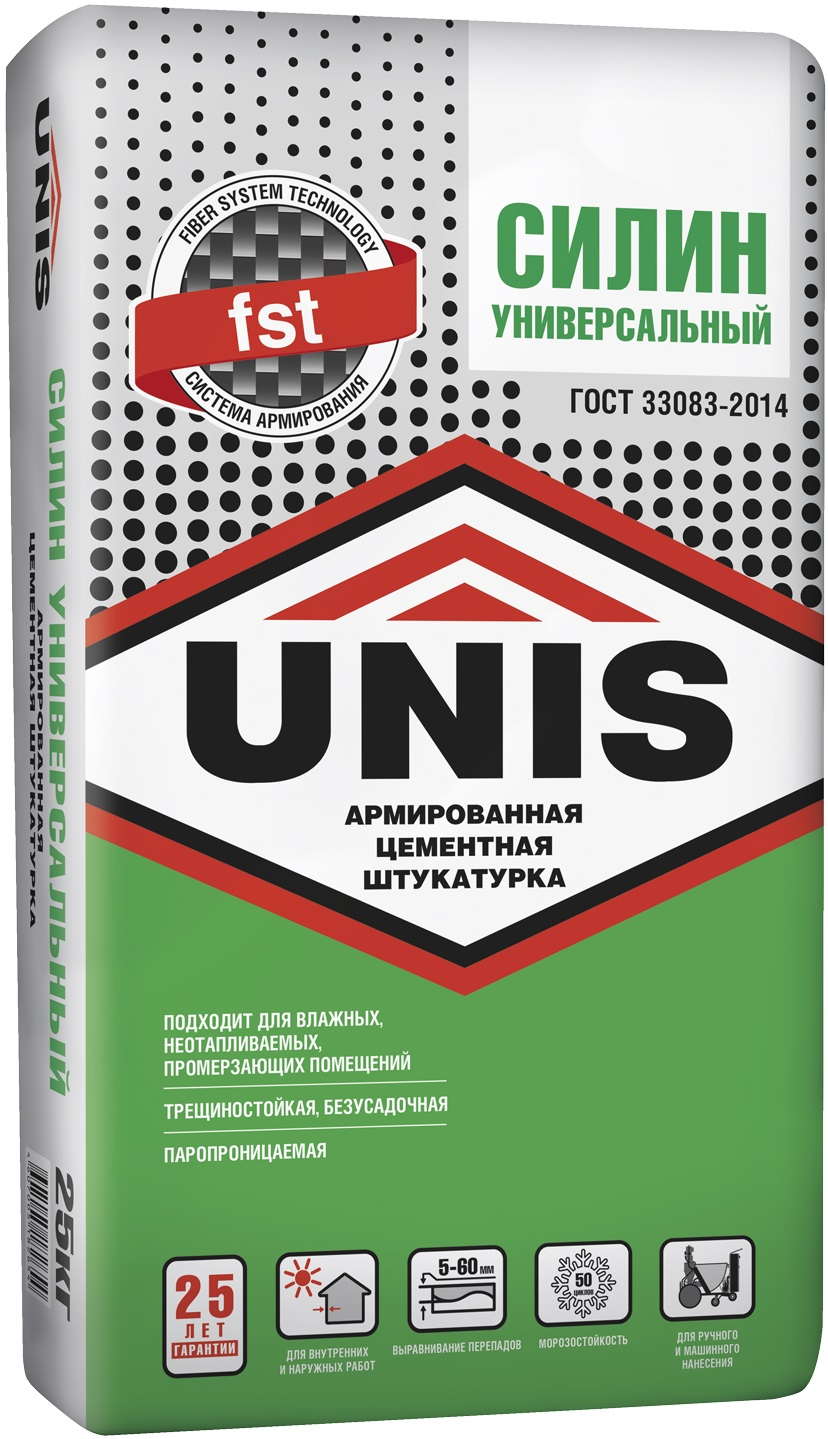 FIBER SYSTEM TECHNOLOGY
fst
СИСТЕМА АРМИРОВАНИЯ
СИЛИН
УНИВЕРСАЛЬНЫЙ
ГОСТ 33083-2014
UNIS
АРМИРОВАННАЯ
ЦЕМЕНТНАЯ
ШТУКАТУРКА
ПОДХОДИТ ДЛЯ ВЛАЖНЫХ,
НЕОТАПЛИВАЕМЫХ,
ПРОМЕРЗАЮЩИХ ПОМЕЩЕНИЙ
ТРЕЩИНОСТОЙКАЯ, БЕЗУСАДОЧНАЯ
ПАРОПРОНИЦАЕМАЯ
25
ЛЕТ
ГАРАНТИИ
ДЛЯ ВНУТРЕННИХ
И НАРУЖНЫХ РАБОТ
5-60 мм
ВЫРАВНИВАНИЕ ПЕРЕПАДОВ
50
ЦИКЛОВ
МОРОЗОСТОЙКОСТЬ
ДЛЯ РУЧНОГО
И МАШИННОГО
НАНЕСЕНИЯ
UNIS
СИЛИН УНИВЕРСАЛЬНЫЙ
АРМИРОВАННАЯ
ЦЕМЕНТНАЯ ШТУКАТУРКА
25КГ